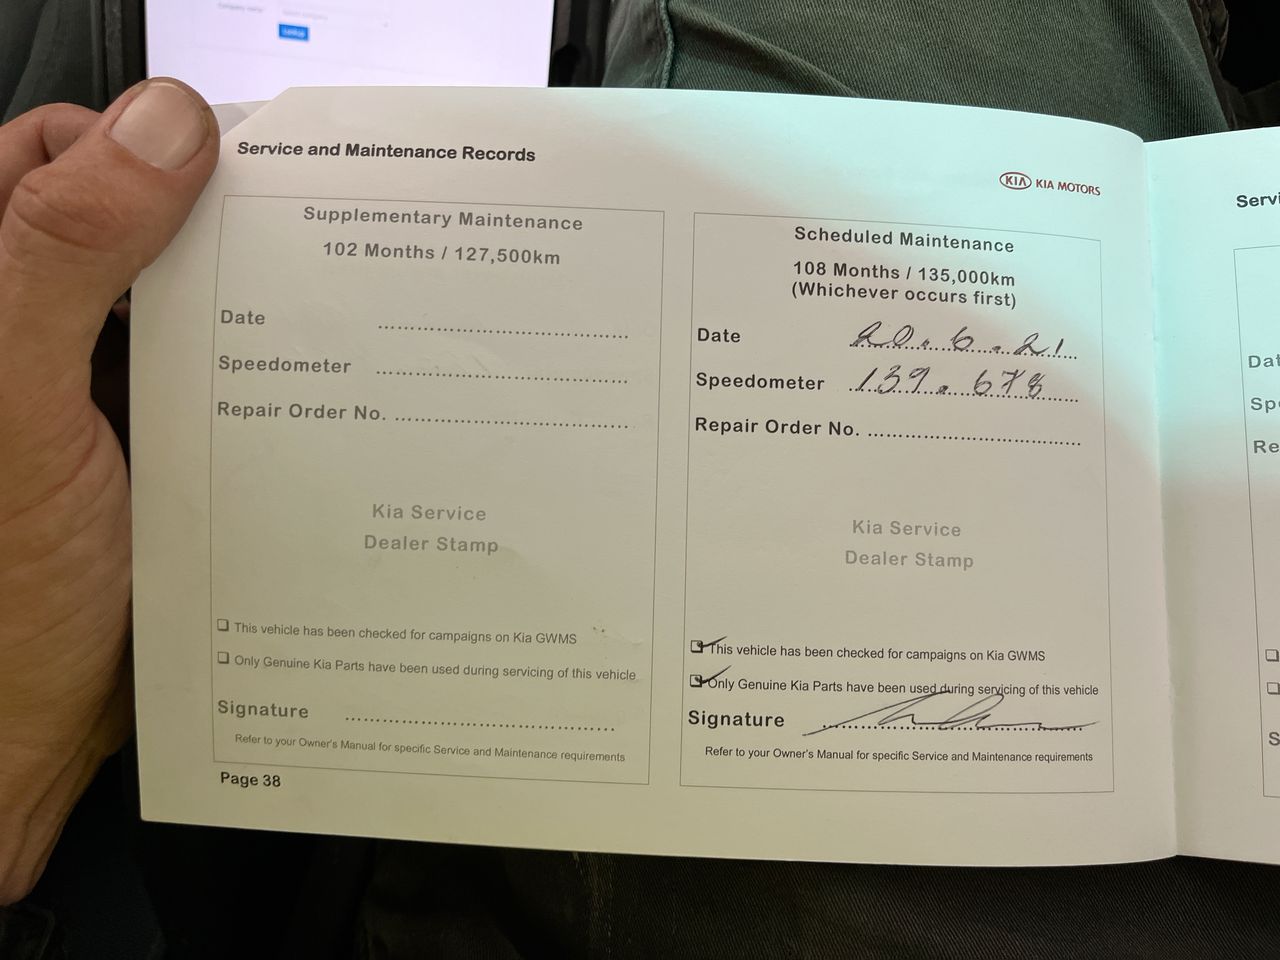 Lookup
Service and Maintenance Records
KIA KIA MOTORS
Supplementary Maintenance
102 Months / 127,500km
Date ........................................
Speedometer ........................................
Repair Order No. ........................................
Kia Service
Dealer Stamp
❑ This vehicle has been checked for campaigns on Kia GWMS
❑ Only Genuine Kia Parts have been used during servicing of this vehicle
Signature ........................................
Refer to your Owner's Manual for specific Service and Maintenance requirements
Page 38
Scheduled Maintenance
108 Months / 135,000km
(Whichever occurs first)
Date 20.6.21
Speedometer 139.678
Repair Order No. ........................................
Kia Service
Dealer Stamp
This vehicle has been checked for campaigns on Kia GWMS
Only Genuine Kia Parts have been used during servicing of this vehicle
Signature
Refer to your Owner's Manual for specific Service and Maintenance requirements
Servi
Dat
Sp
Re
S